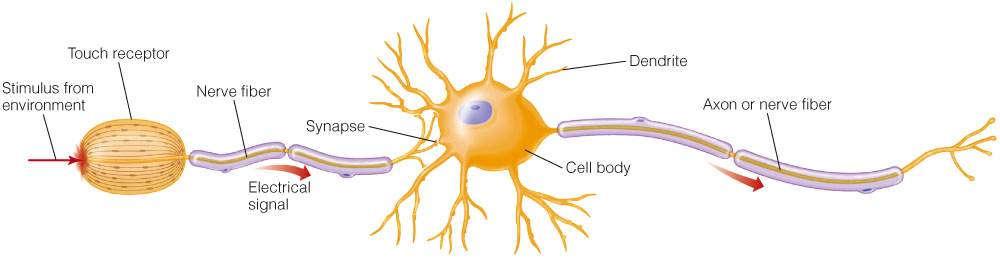 Touch receptor
Stimulus from
environment
Nerve fiber
Electrical
signal
Synapse
Dendrite
Cell body
Axon or nerve fiber